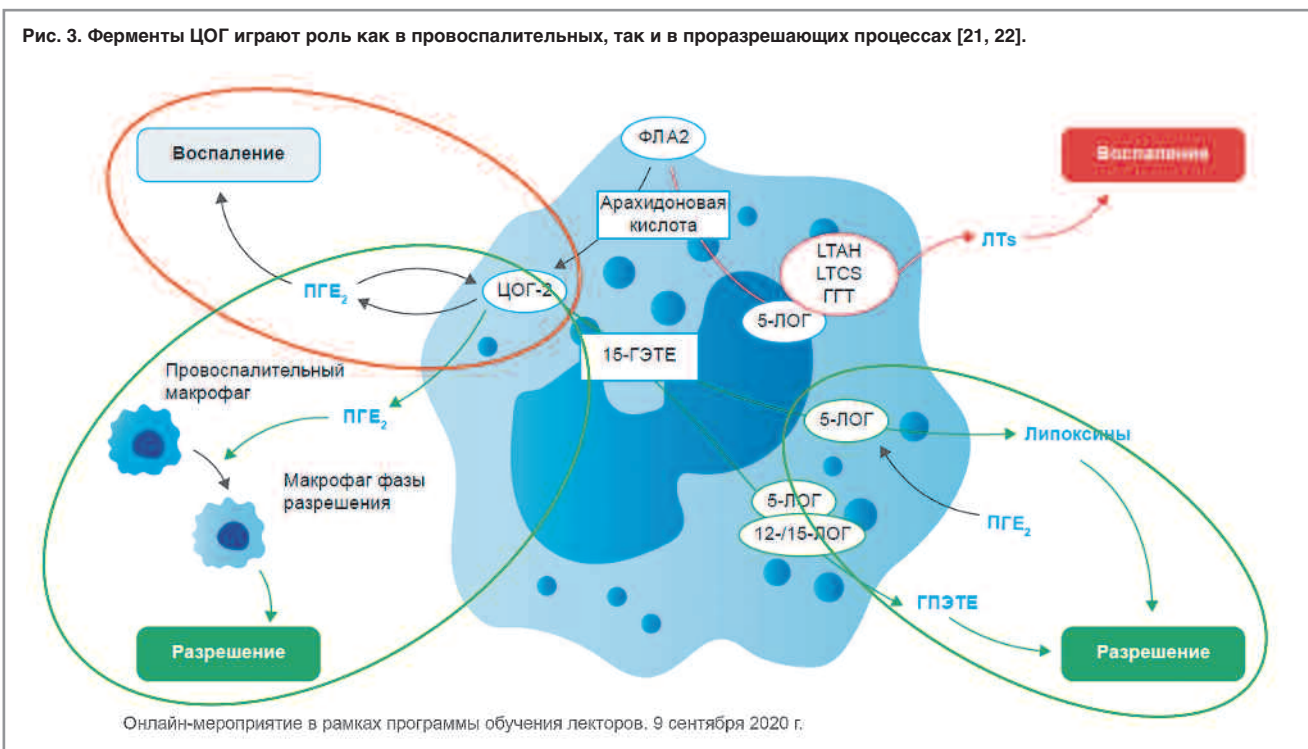 Рис. 3. Ферменты ЦОГ играют роль как в провоспалительных, так и в проразрешающих процессах [21, 22].
Воспаление
ФЛА2
Воспаление
Арахидоновая
кислота
LTAH
LTCS
ГГТ
ЛТs
ПГЕ₂
ЦОГ-2
5-ЛОГ
15-ГЭТЕ
Провоспалительный
макрофаг
ПГЕ₂
5-ЛОГ
Липоксины
Макрофаг фазы
разрешения
5-ЛОГ
12-/15-ЛОГ
ПГЕ₂
ГПЭТЕ
Разрешение
Разрешение
Онлайн-мероприятие в рамках программы обучения лекторов. 9 сентября 2020 г.